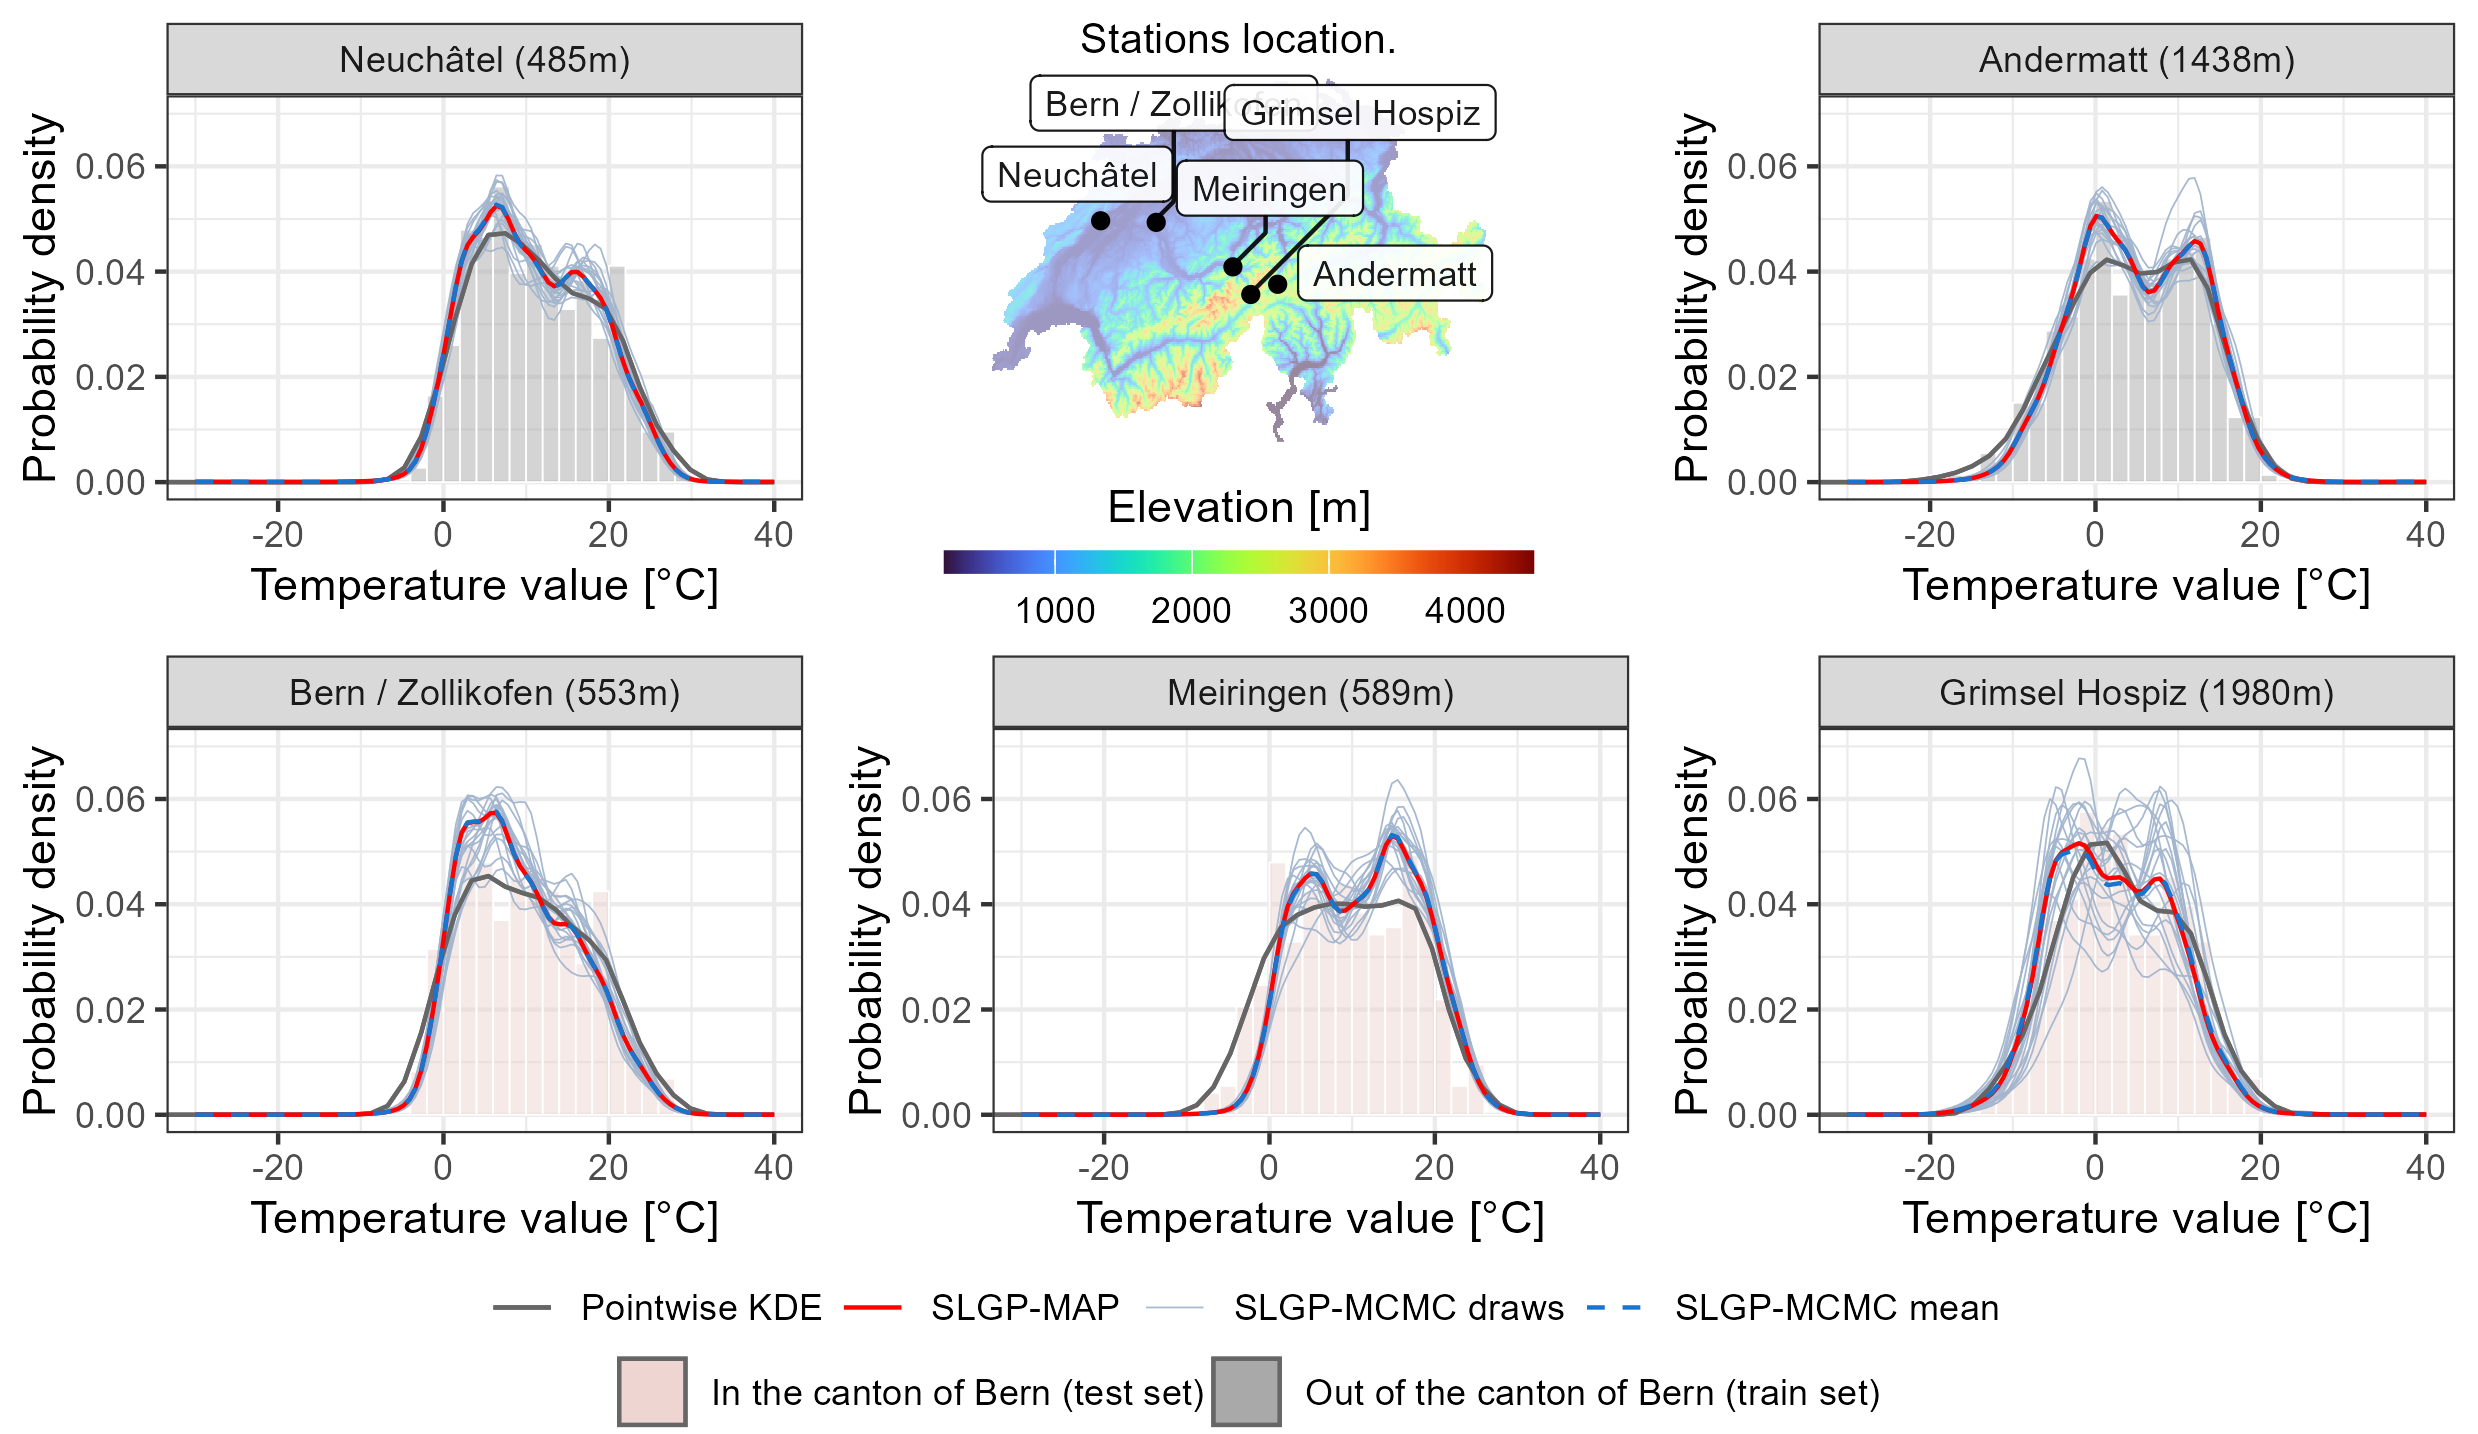 Neuchâtel (485m)
Probability density
0.06
0.04
0.02
0.00
-20 0 20 40
Temperature value [°C]
Stations location.
Bern / Zollikofen
Grimsel Hospiz
Neuchâtel
Meiringen
Andermatt
Elevation [m]
1000 2000 3000 4000
Andermatt (1438m)
Probability density
0.06
0.04
0.02
0.00
-20 0 20 40
Temperature value [°C]
Bern / Zollikofen (553m)
Probability density
0.06
0.04
0.02
0.00
-20 0 20 40
Temperature value [°C]
Meiringen (589m)
Probability density
0.06
0.04
0.02
0.00
-20 0 20 40
Temperature value [°C]
Grimsel Hospiz (1980m)
Probability density
0.06
0.04
0.02
0.00
-20 0 20 40
Temperature value [°C]
Pointwise KDE SLGP-MAP SLGP-MCMC draws SLGP-MCMC mean
In the canton of Bern (test set) Out of the canton of Bern (train set)